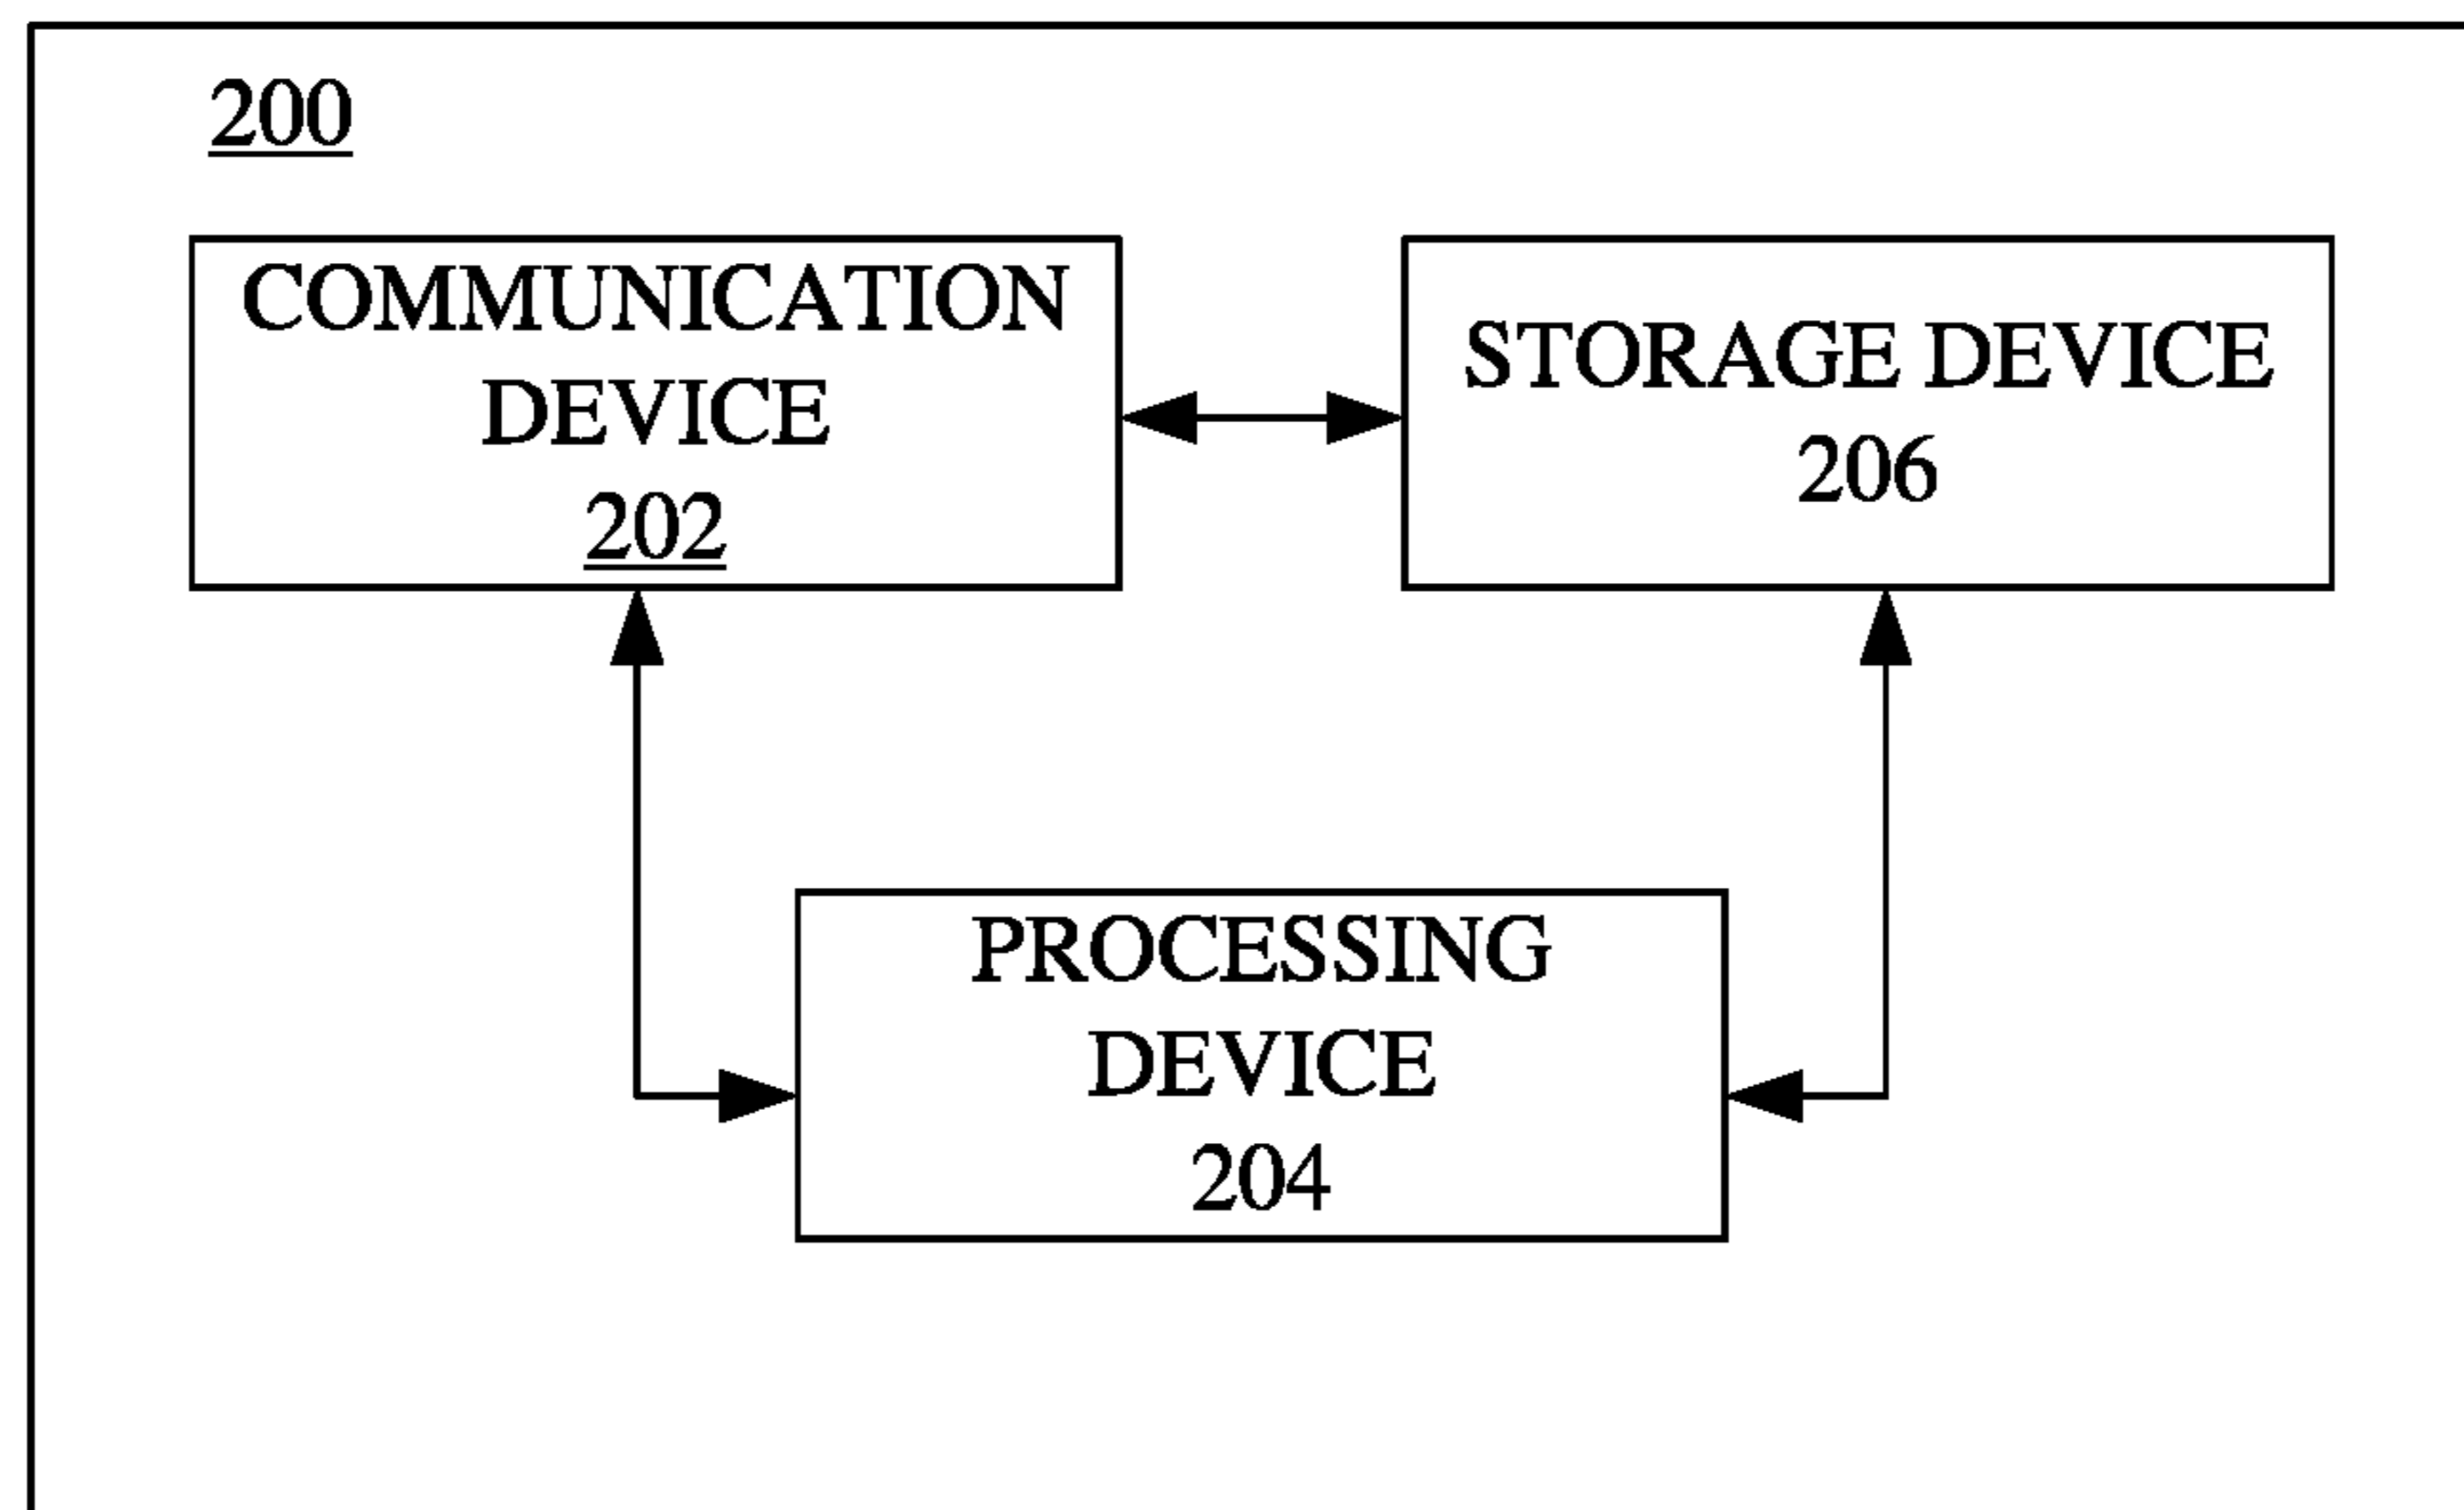 200
COMMUNICATION
DEVICE
202
STORAGE DEVICE
206
PROCESSING
DEVICE
204